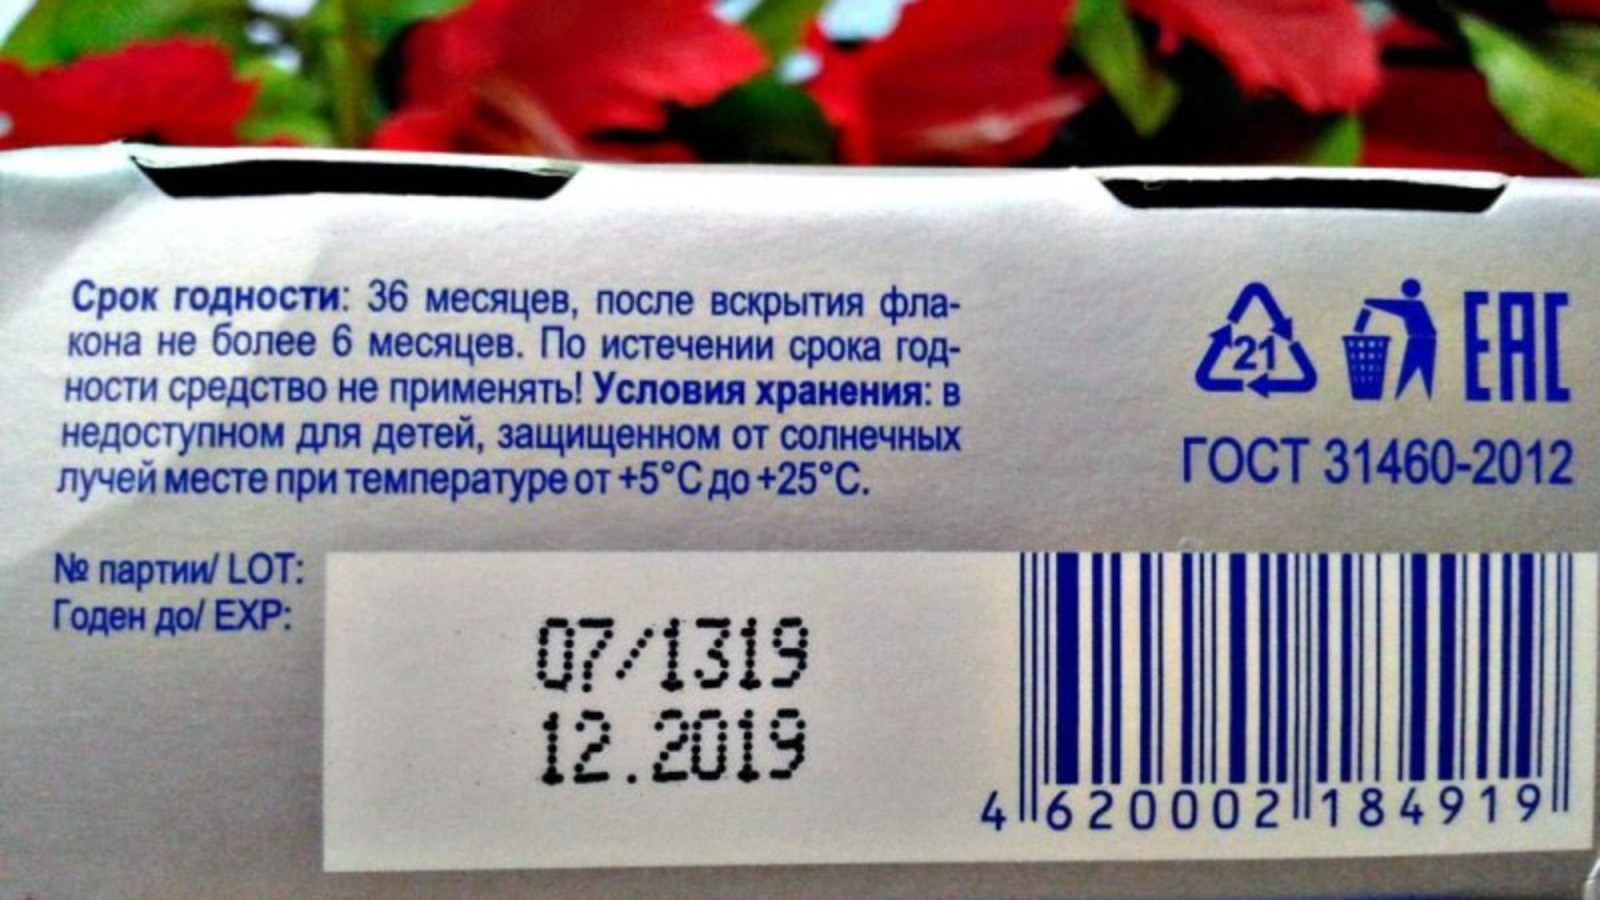 Срок годности: 36 месяцев, после вскрытия фла-
кона не более 6 месяцев. По истечении срока год-
ности средство не применять! Условия хранения: в
недоступном для детей, защищенном от солнечных
лучей месте при температуре от +5°C до +25°C.
21
EAC
ГОСТ 31460-2012
№ партии/ LOT:
Годен до/ EXP:
07/1319
12.2019
4 620002 184919